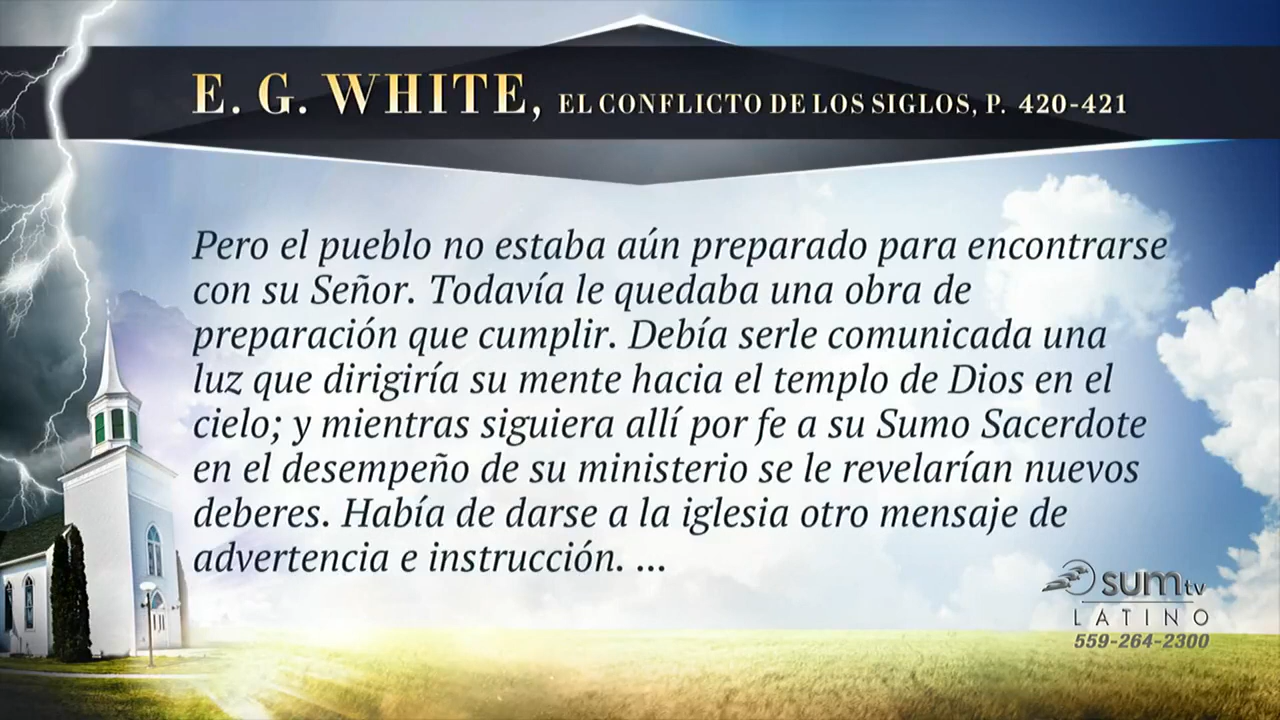 E. G. WHITE, EL CONFLICTO DE LOS SIGLOS, P. 420-421
Pero el pueblo no estaba aún preparado para encontrarse
con su Señor. Todavía le quedaba una obra de
preparación que cumplir. Debía serle comunicada una
luz que dirigiría su mente hacia el templo de Dios en el
cielo; y mientras siguiera allí por fe a su Sumo Sacerdote
en el desempeño de su ministerio se le revelarían nuevos
deberes. Había de darse a la iglesia otro mensaje de
advertencia e instrucción. ...
sumtv
LATINO
559-264-2300